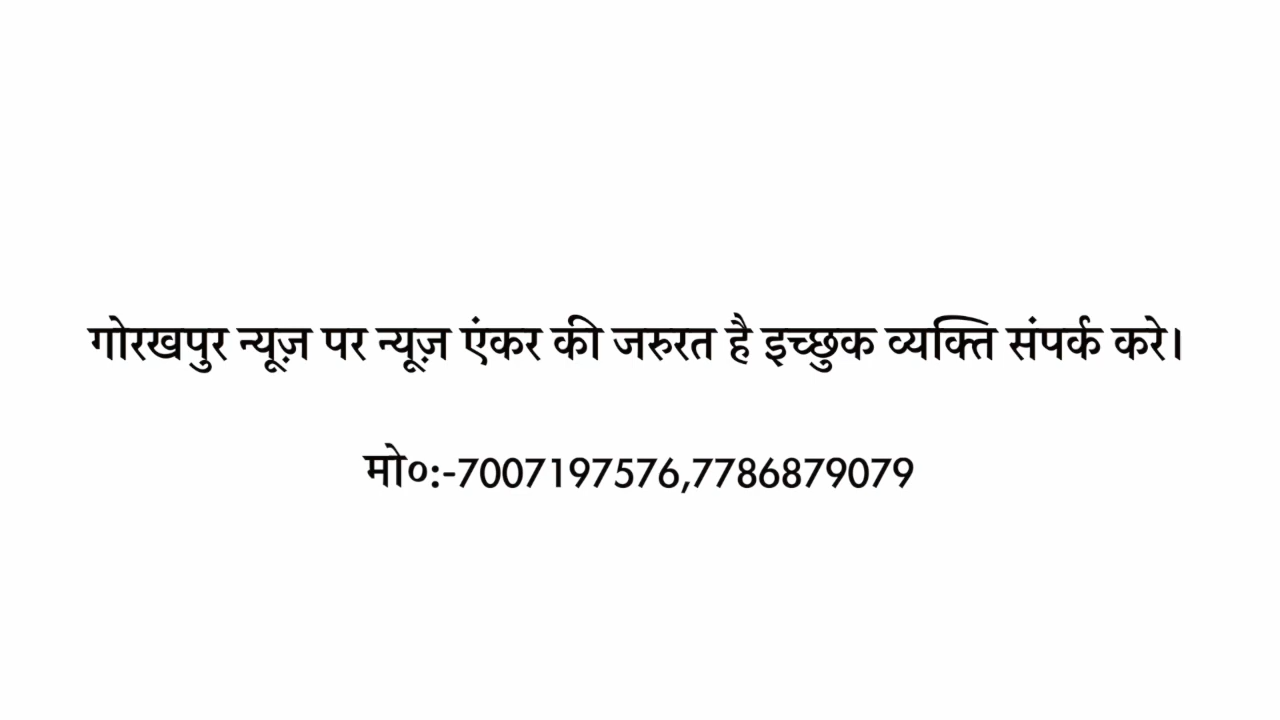 गोरखपुर न्यूज़ पर न्यूज़ एंकर की जरुरत है इच्छुक व्यक्ति संपर्क करे।
मो०:-7007197576,7786879079